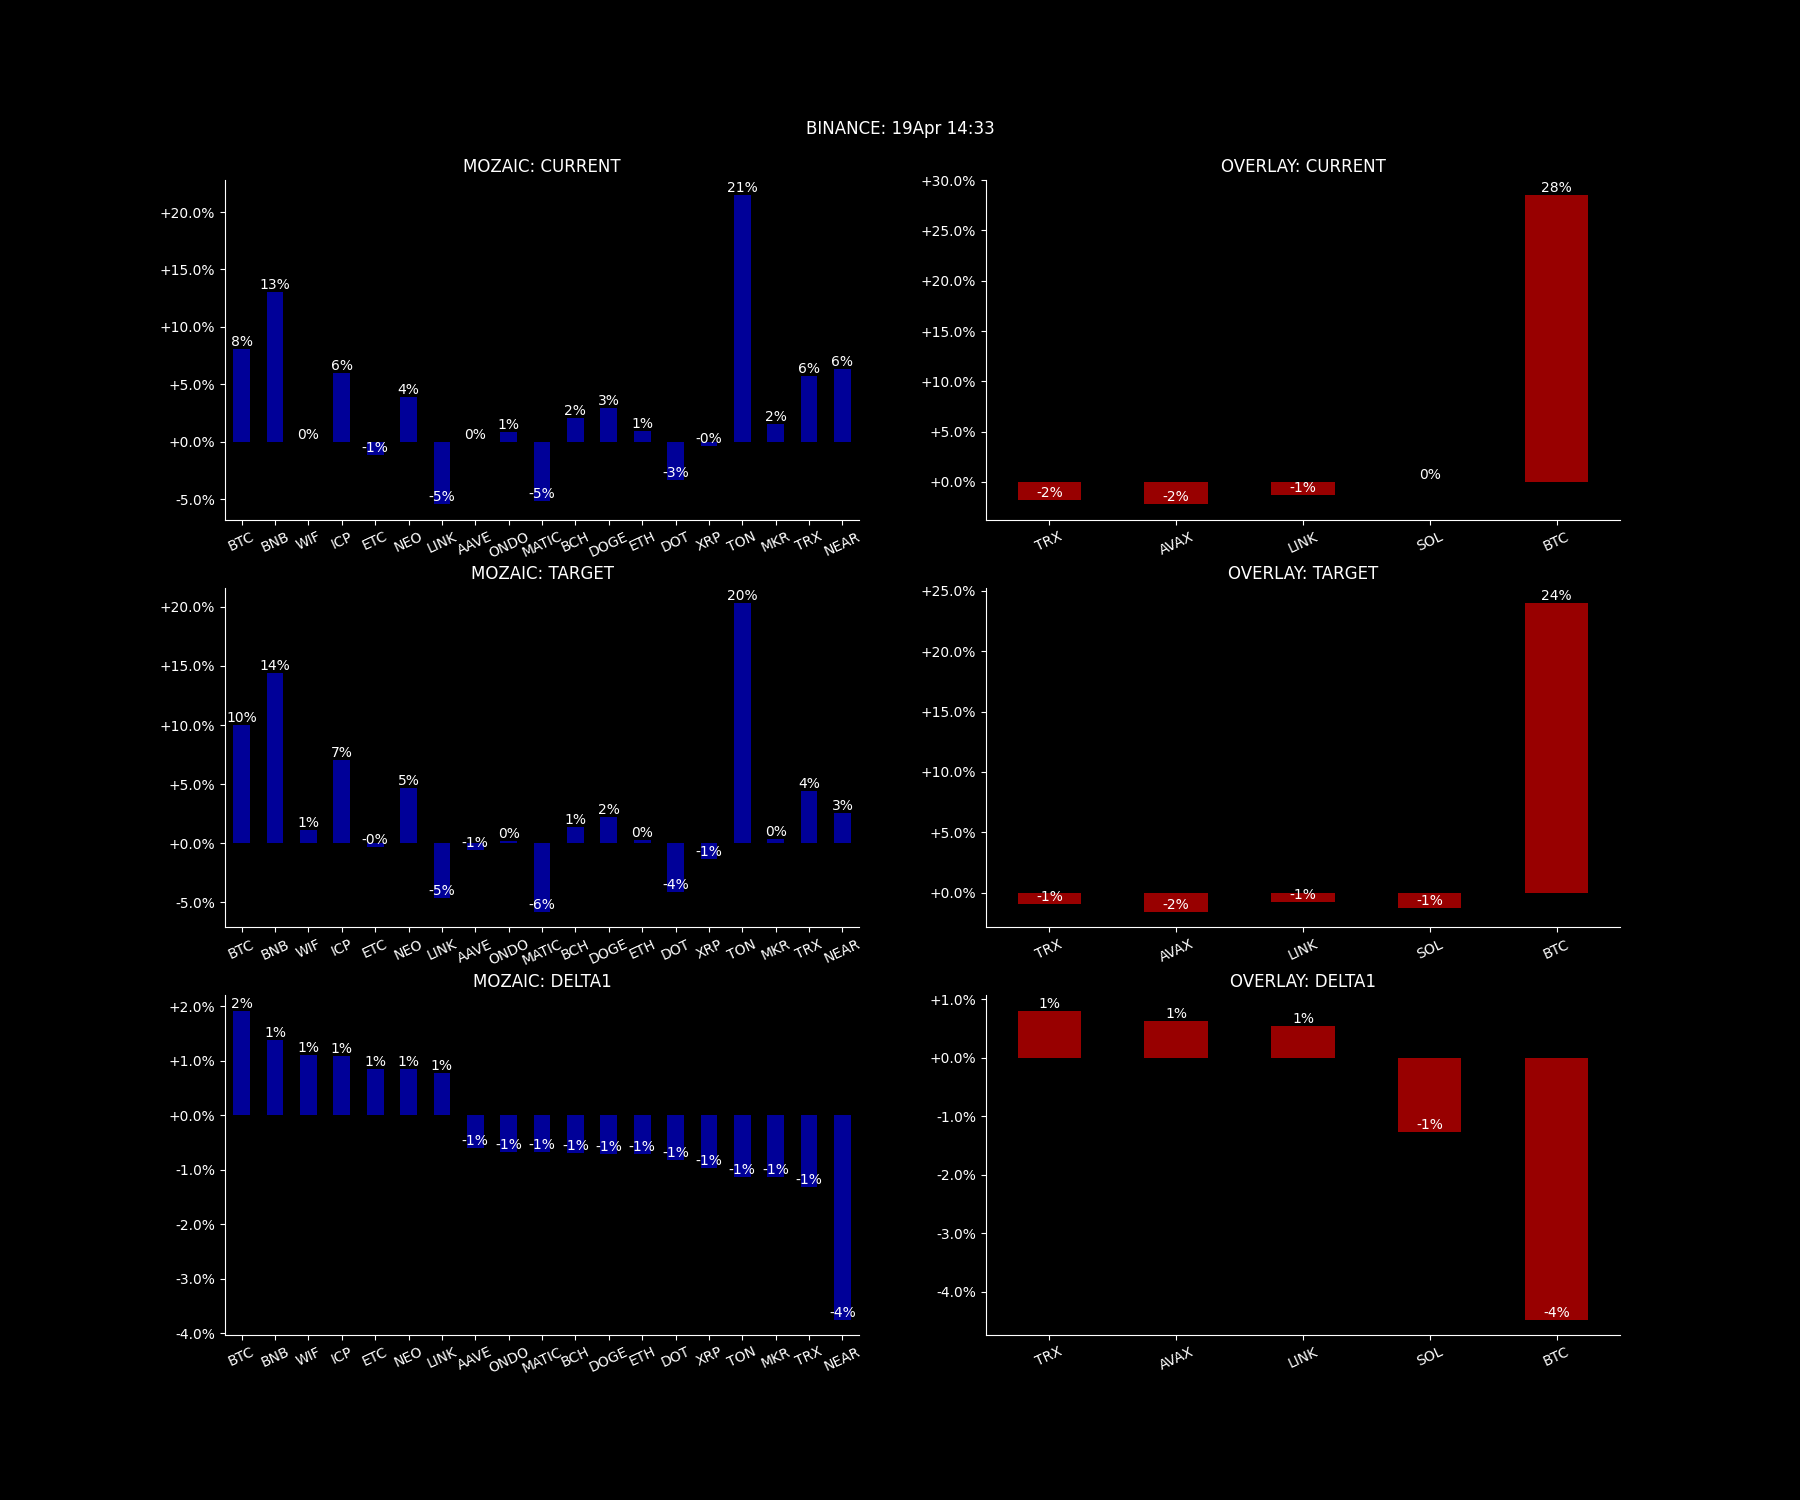 BINANCE: 19Apr 14:33
MOZAIC: CURRENT
+20.0%
+15.0%
+10.0%
+5.0%
+0.0%
-5.0%
8% 13% 0% 6% -1% 4% -5% 0% 1% -5% 2% 3% 1% -3% -0% 21% 2% 6% 6%
BTC BNB WIF ICP ETC NEO LINK AAVE ONDO MATIC BCH DOGE ETH DOT XRP TON MKR TRX NEAR
OVERLAY: CURRENT
+30.0%
+25.0%
+20.0%
+15.0%
+10.0%
+5.0%
+0.0%
-2% -2% -1% 0% 28%
TRX AVAX LINK SOL BTC
MOZAIC: TARGET
+20.0%
+15.0%
+10.0%
+5.0%
+0.0%
-5.0%
10% 14% 1% 7% -0% 5% -5% -1% 0% -6% 1% 2% 0% -4% -1% 20% 0% 4% 3%
BTC BNB WIF ICP ETC NEO LINK AAVE ONDO MATIC BCH DOGE ETH DOT XRP TON MKR TRX NEAR
OVERLAY: TARGET
+25.0%
+20.0%
+15.0%
+10.0%
+5.0%
+0.0%
-1% -2% -1% -1% 24%
TRX AVAX LINK SOL BTC
MOZAIC: DELTA1
+2.0%
+1.0%
+0.0%
-1.0%
-2.0%
-3.0%
-4.0%
2% 1% 1% 1% 1% 1% 1% -1% -1% -1% -1% -1% -1% -1% -1% -1% -1% -1% -4%
BTC BNB WIF ICP ETC NEO LINK AAVE ONDO MATIC BCH DOGE ETH DOT XRP TON MKR TRX NEAR
OVERLAY: DELTA1
+1.0%
+0.0%
-1.0%
-2.0%
-3.0%
-4.0%
1% 1% 1% -1% -4%
TRX AVAX LINK SOL BTC